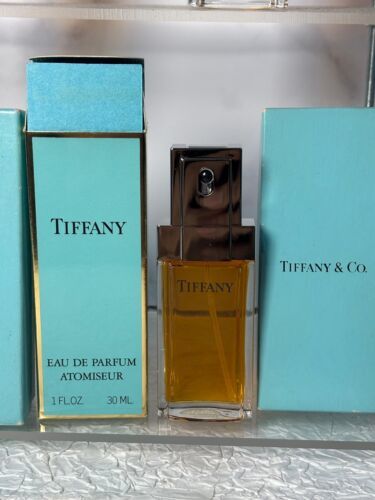 TIFFANY
EAU DE PARFUM
ATOMISEUR
1 FL.OZ 30 ML
TIFFANY
TIFFANY & CO.